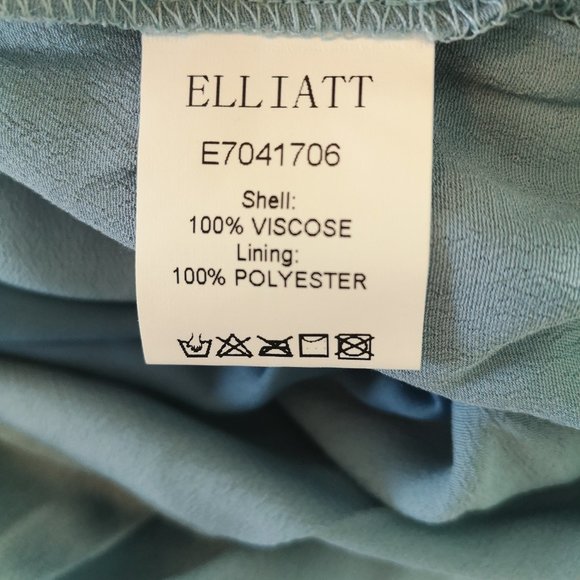 ELLIATT
E7041706
Shell:
100% VISCOSE
Lining:
100% POLYESTER